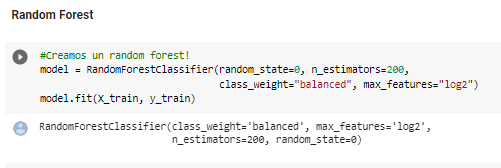 Random Forest
#Creamos un random forest!
model = RandomForestClassifier(random_state=0, n_estimators=200,
class_weight="balanced", max_features="log2")
model.fit(X_train, y_train)
RandomForestClassifier(class_weight='balanced', max_features='log2',
n_estimators=200, random_state=0)